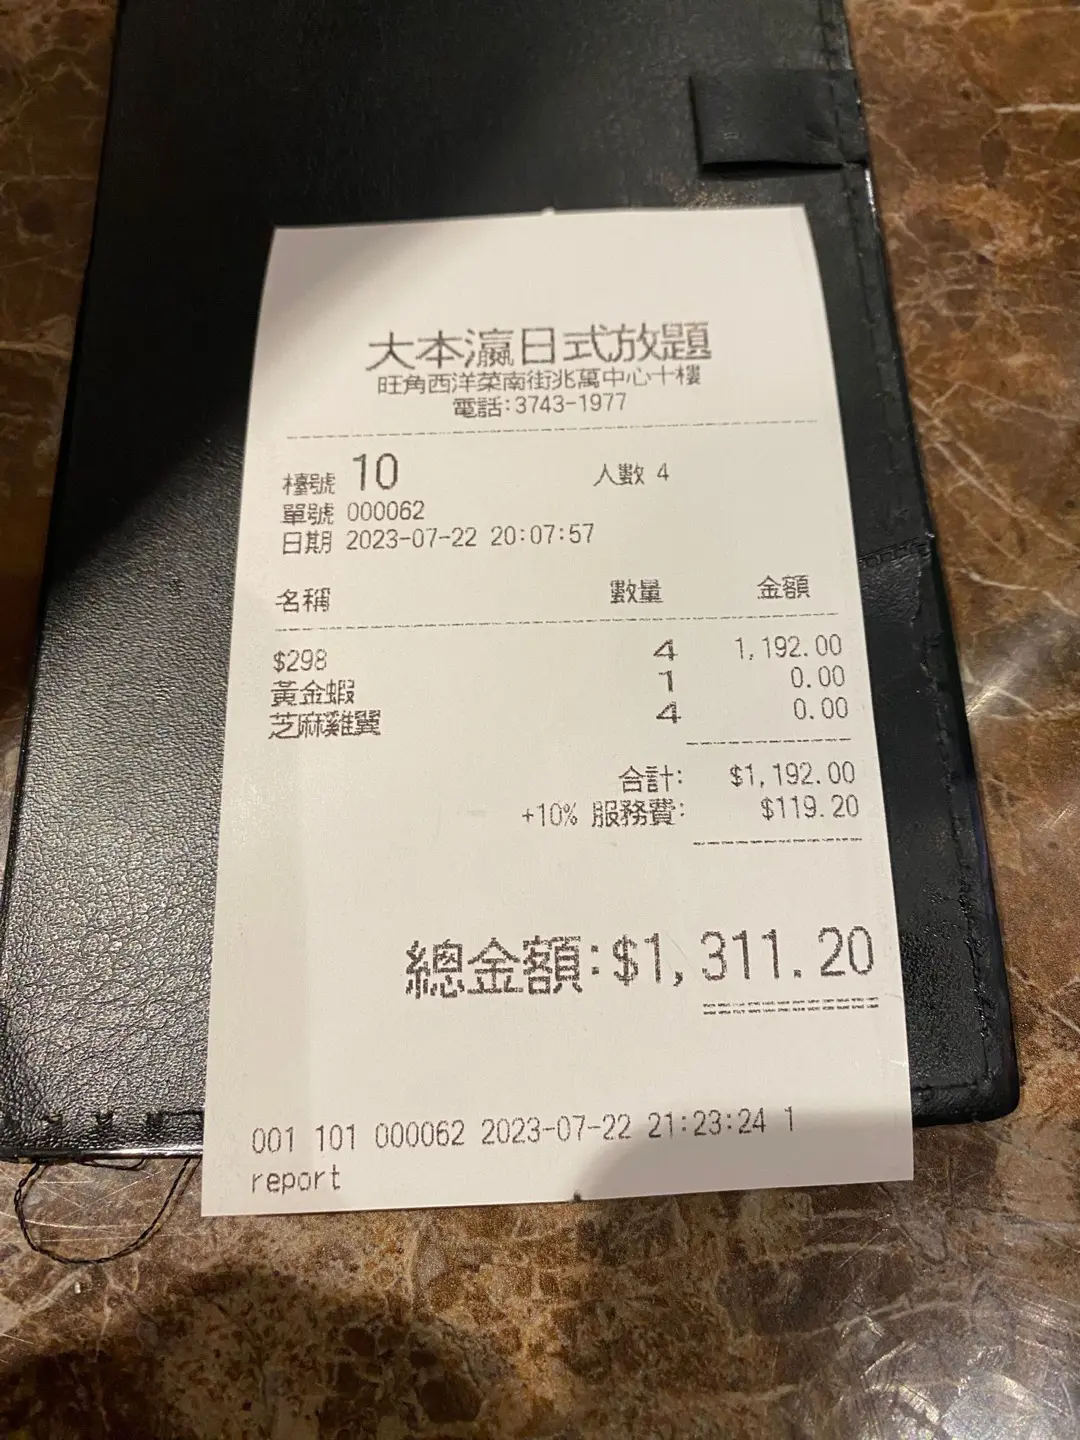 大本瀛日式放題
旺角西洋菜南街兆萬中心十樓
電話:3743-1977
檯號 10 人數 4
單號 000062
日期 2023-07-22 20:07:57
名稱 數量 金額
$298 4 1,192.00
黃金蝦 1 0.00
芝麻雞翼 4 0.00
合計: $1,192.00
+10% 服務費: $119.20
總金額:$1,311.20
001 101 000062 2023-07-22 21:23:24 1
report